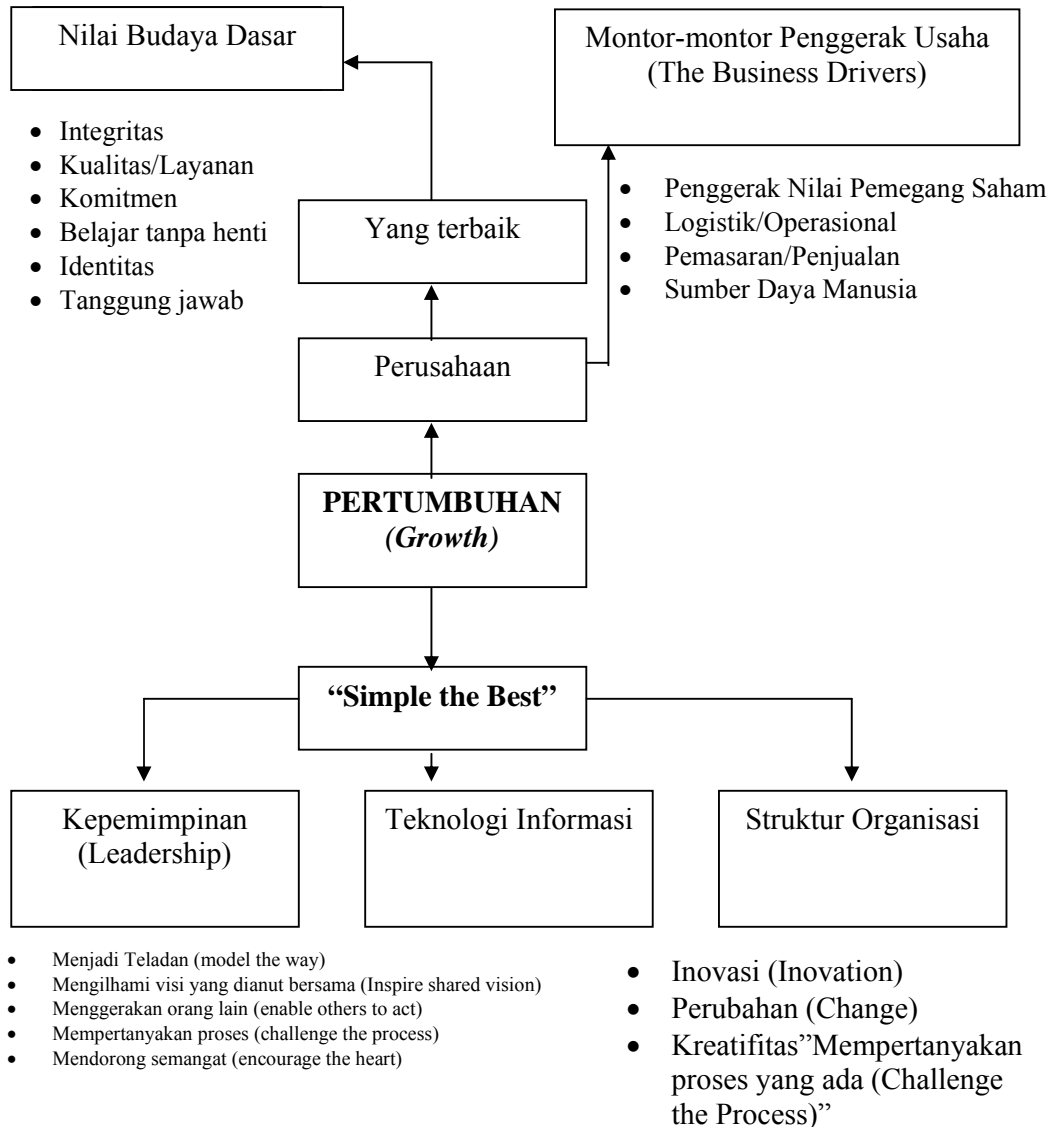 Nilai Budaya Dasar
Montor-montor Penggerak Usaha
(The Business Drivers)
• Integritas
• Kualitas/Layanan
• Komitmen
• Belajar tanpa henti
• Identitas
• Tanggung jawab
Yang terbaik
• Penggerak Nilai Pemegang Saham
• Logistik/Operasional
• Pemasaran/Penjualan
• Sumber Daya Manusia
Perusahaan
PERTUMBUHAN
(Growth)
“Simple the Best”
Kepemimpinan
(Leadership)
Teknologi Informasi
Struktur Organisasi
• Menjadi Teladan (model the way)
• Mengilhami visi yang dianut bersama (Inspire shared vision)
• Menggerakan orang lain (enable others to act)
• Mempertanyakan proses (challenge the process)
• Mendorong semangat (encourage the heart)
• Inovasi (Inovation)
• Perubahan (Change)
• Kreatifitas”Mempertanyakan
proses yang ada (Challenge
the Process)”